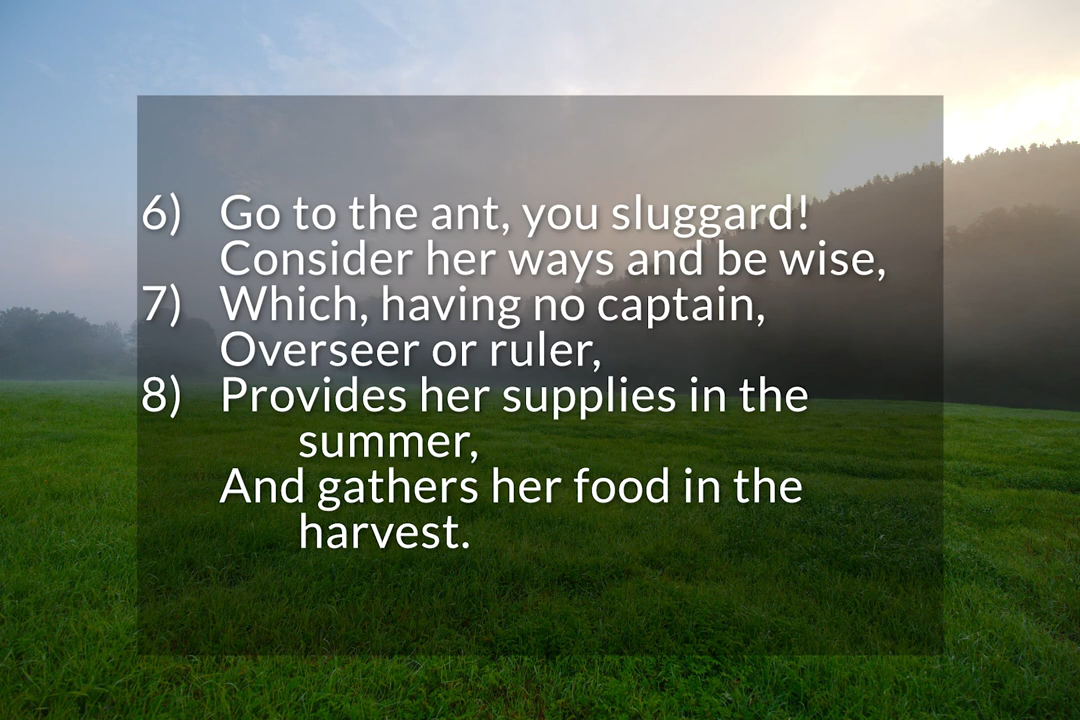 6) Go to the ant, you sluggard!
Consider her ways and be wise,
7) Which, having no captain,
Overseer or ruler,
8) Provides her supplies in the
summer,
And gathers her food in the
harvest.